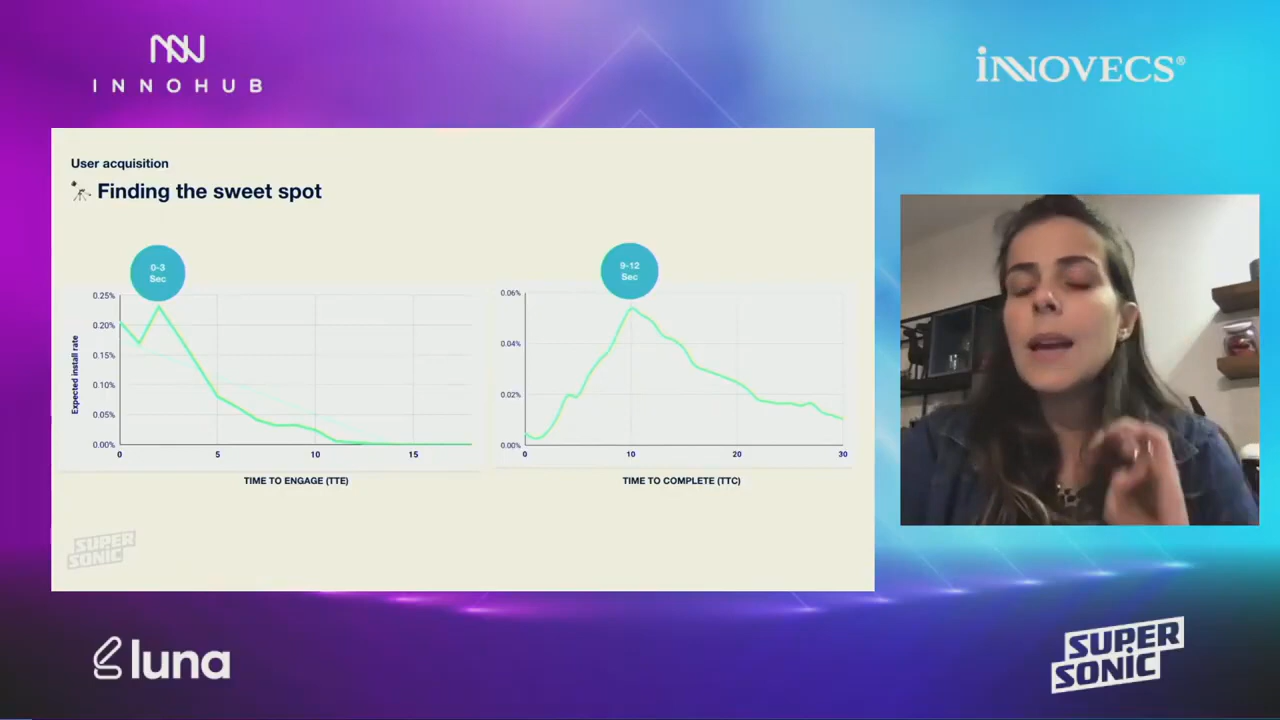 INNOHUB
iNNOVECS®
User acquisition
Finding the sweet spot
0-3
Sec
9-12
Sec
Expected install rate
0.25%
0.20%
0.15%
0.10%
0.05%
0.00%
0
5
10
15
TIME TO ENGAGE (TTE)
0.06%
0.04%
0.02%
0.00%
0
10
20
30
TIME TO COMPLETE (TTC)
SUPER
SONIC
luna
SUPER
SONIC